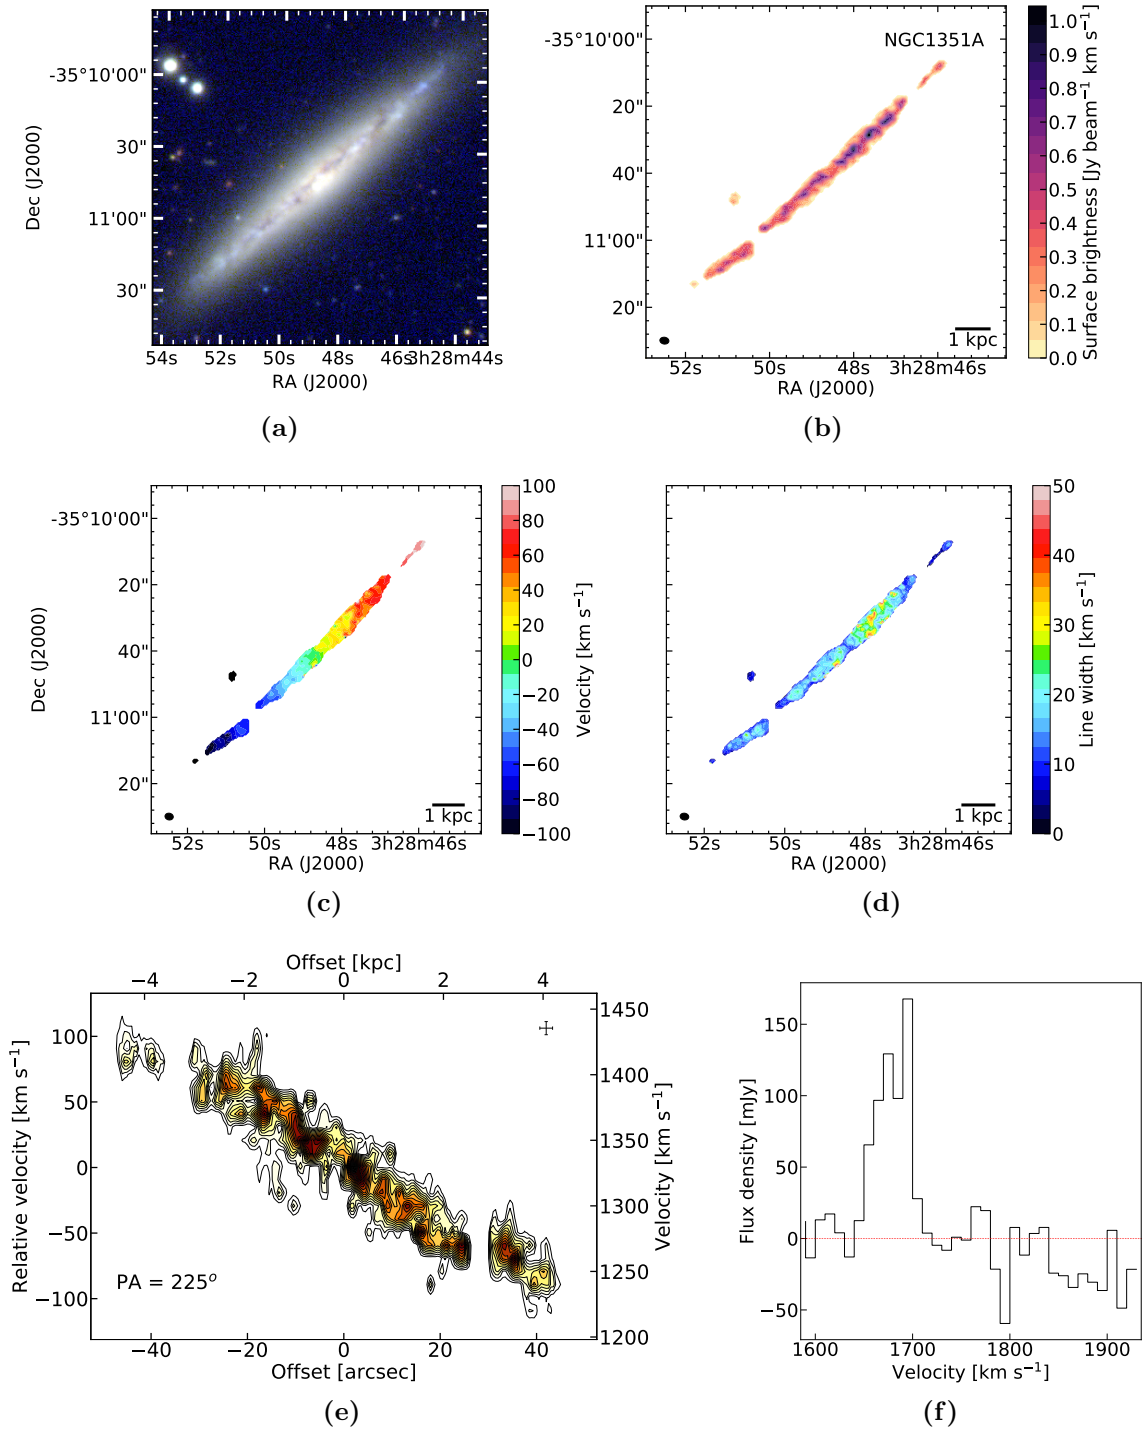 -35°10'00"
30"
11'00"
30"
Dec (J2000)
54s 52s 50s 48s 46s 3h28m44s
RA (J2000)
(a)
NGC1351A
-35°10'00"
20"
40"
11'00"
20"
1 kpc
52s 50s 48s 3h28m46s
RA (J2000)
1.0
0.9
0.8
0.7
0.6
0.5
0.4
0.3
0.2
0.1
0.0
Surface brightness [Jy beam⁻¹ km s⁻¹]
(b)
-35°10'00"
20"
40"
11'00"
20"
Dec (J2000)
1 kpc
52s 50s 48s 3h28m46s
RA (J2000)
100
80
60
40
20
0
−20
−40
−60
−80
−100
Velocity [km s⁻¹]
(c)
1 kpc
52s 50s 48s 3h28m46s
RA (J2000)
50
40
30
20
10
0
Line width [km s⁻¹]
(d)
Offset [kpc]
−4 −2 0 2 4
100
50
0
−50
−100
Relative velocity [km s⁻¹]
1450
1400
1350
1300
1250
1200
Velocity [km s⁻¹]
PA = 225°
−40 −20 0 20 40
Offset [arcsec]
(e)
150
100
50
0
−50
Flux density [mJy]
1600 1700 1800 1900
Velocity [km s⁻¹]
(f)